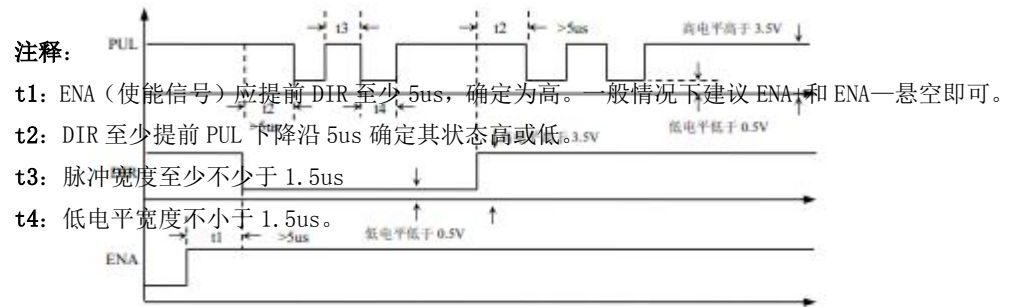 t3
t2
>5us
高电平高于 3.5V
PUL
注释：
t1：ENA（使能信号）应提前 DIR 至少 5us，确定为高。一般情况下建议 ENA+和 ENA—悬空即可。
t2
t4
>5us
低电平低于 0.5V
t2：DIR 至少提前 PUL 下降沿 5us 确定其状态高或低。
3.5V
t3：脉冲宽度至少不少于 1.5us
t4：低电平宽度不小于 1.5us。
t1
>5us
低电平低于 0.5V
ENA